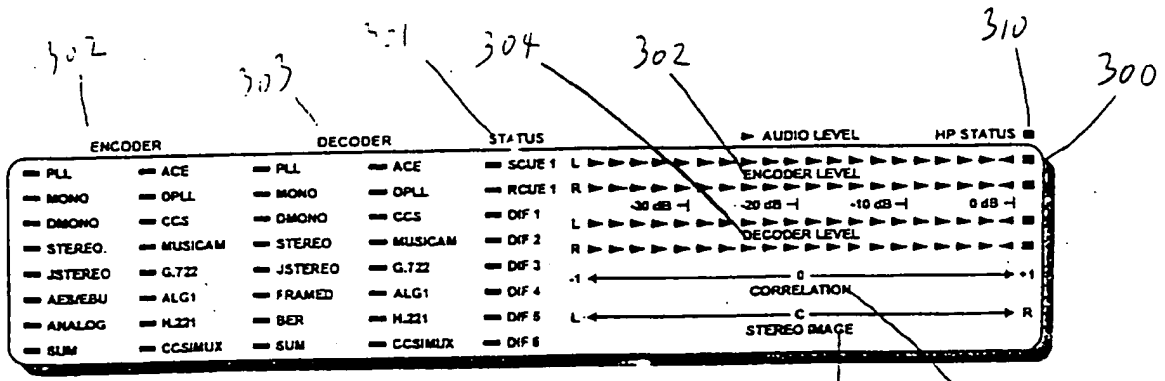 302 303 304 302 310 300
ENCODER DECODER STATUS ► AUDIO LEVEL HP STATUS
PLL ACE PLL ACE SCUE 1 L
ENCODER LEVEL
MONO DPLL MONO DPLL RCUE 1 R
-30 dB -20 dB -10 dB 0 dB
DMONO CCS DMONO CCS DIF 1 L
DECODER LEVEL
STEREO. MUSICAM STEREO MUSICAM DIF 2 R
JSTEREO G.722 JSTEREO G.722 DIF 3 -1 0 +1
CORRELATION
AES/EBU ALG1 FRAMED ALG1 DIF 4
ANALOG H.221 BER H.221 DIF 5 L C R
STEREO IMAGE
SUM CCSIMUX SUM CCSIMUX DIF 6